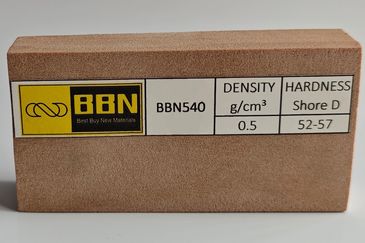 BBN
Best Buy New Materials
BBN540
DENSITY
g/cm³
0.5
HARDNESS
Shore D
52-57